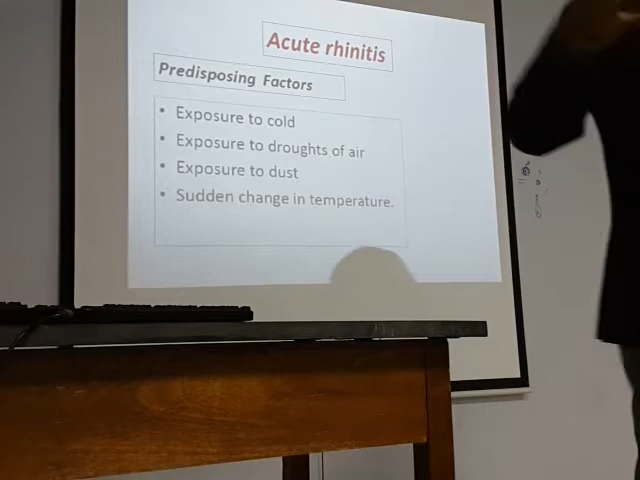 Acute rhinitis
Predisposing Factors
• Exposure to cold
• Exposure to droughts of air
• Exposure to dust
• Sudden change in temperature.